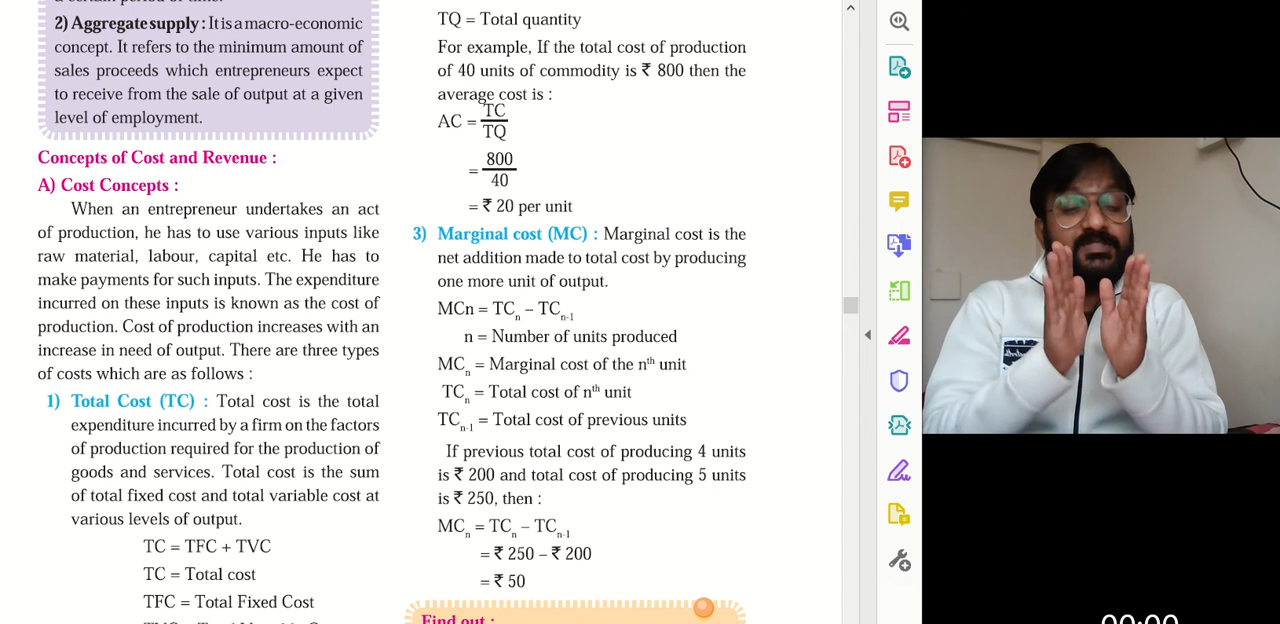 2) Aggregate supply : It is a macro-economic
concept. It refers to the minimum amount of
sales proceeds which entrepreneurs expect
to receive from the sale of output at a given
level of employment.
Concepts of Cost and Revenue :
A) Cost Concepts :
When an entrepreneur undertakes an act
of production, he has to use various inputs like
raw material, labour, capital etc. He has to
make payments for such inputs. The expenditure
incurred on these inputs is known as the cost of
production. Cost of production increases with an
increase in need of output. There are three types
of costs which are as follows :
1) Total Cost (TC) : Total cost is the total
expenditure incurred by a firm on the factors
of production required for the production of
goods and services. Total cost is the sum
of total fixed cost and total variable cost at
various levels of output.
TC = TFC + TVC
TC = Total cost
TFC = Total Fixed Cost
TQ = Total quantity
For example, If the total cost of production
of 40 units of commodity is ₹ 800 then the
average cost is :
AC = TC/TQ
= 800/40
= ₹ 20 per unit
3) Marginal cost (MC) : Marginal cost is the
net addition made to total cost by producing
one more unit of output.
MCn = TCn – TCn-1
n = Number of units produced
MCn = Marginal cost of the nth unit
TCn = Total cost of nth unit
TCn-1 = Total cost of previous units
If previous total cost of producing 4 units
is ₹ 200 and total cost of producing 5 units
is ₹ 250, then :
MCn = TCn – TCn-1
= ₹ 250 – ₹ 200
= ₹ 50
Find out :
00:00